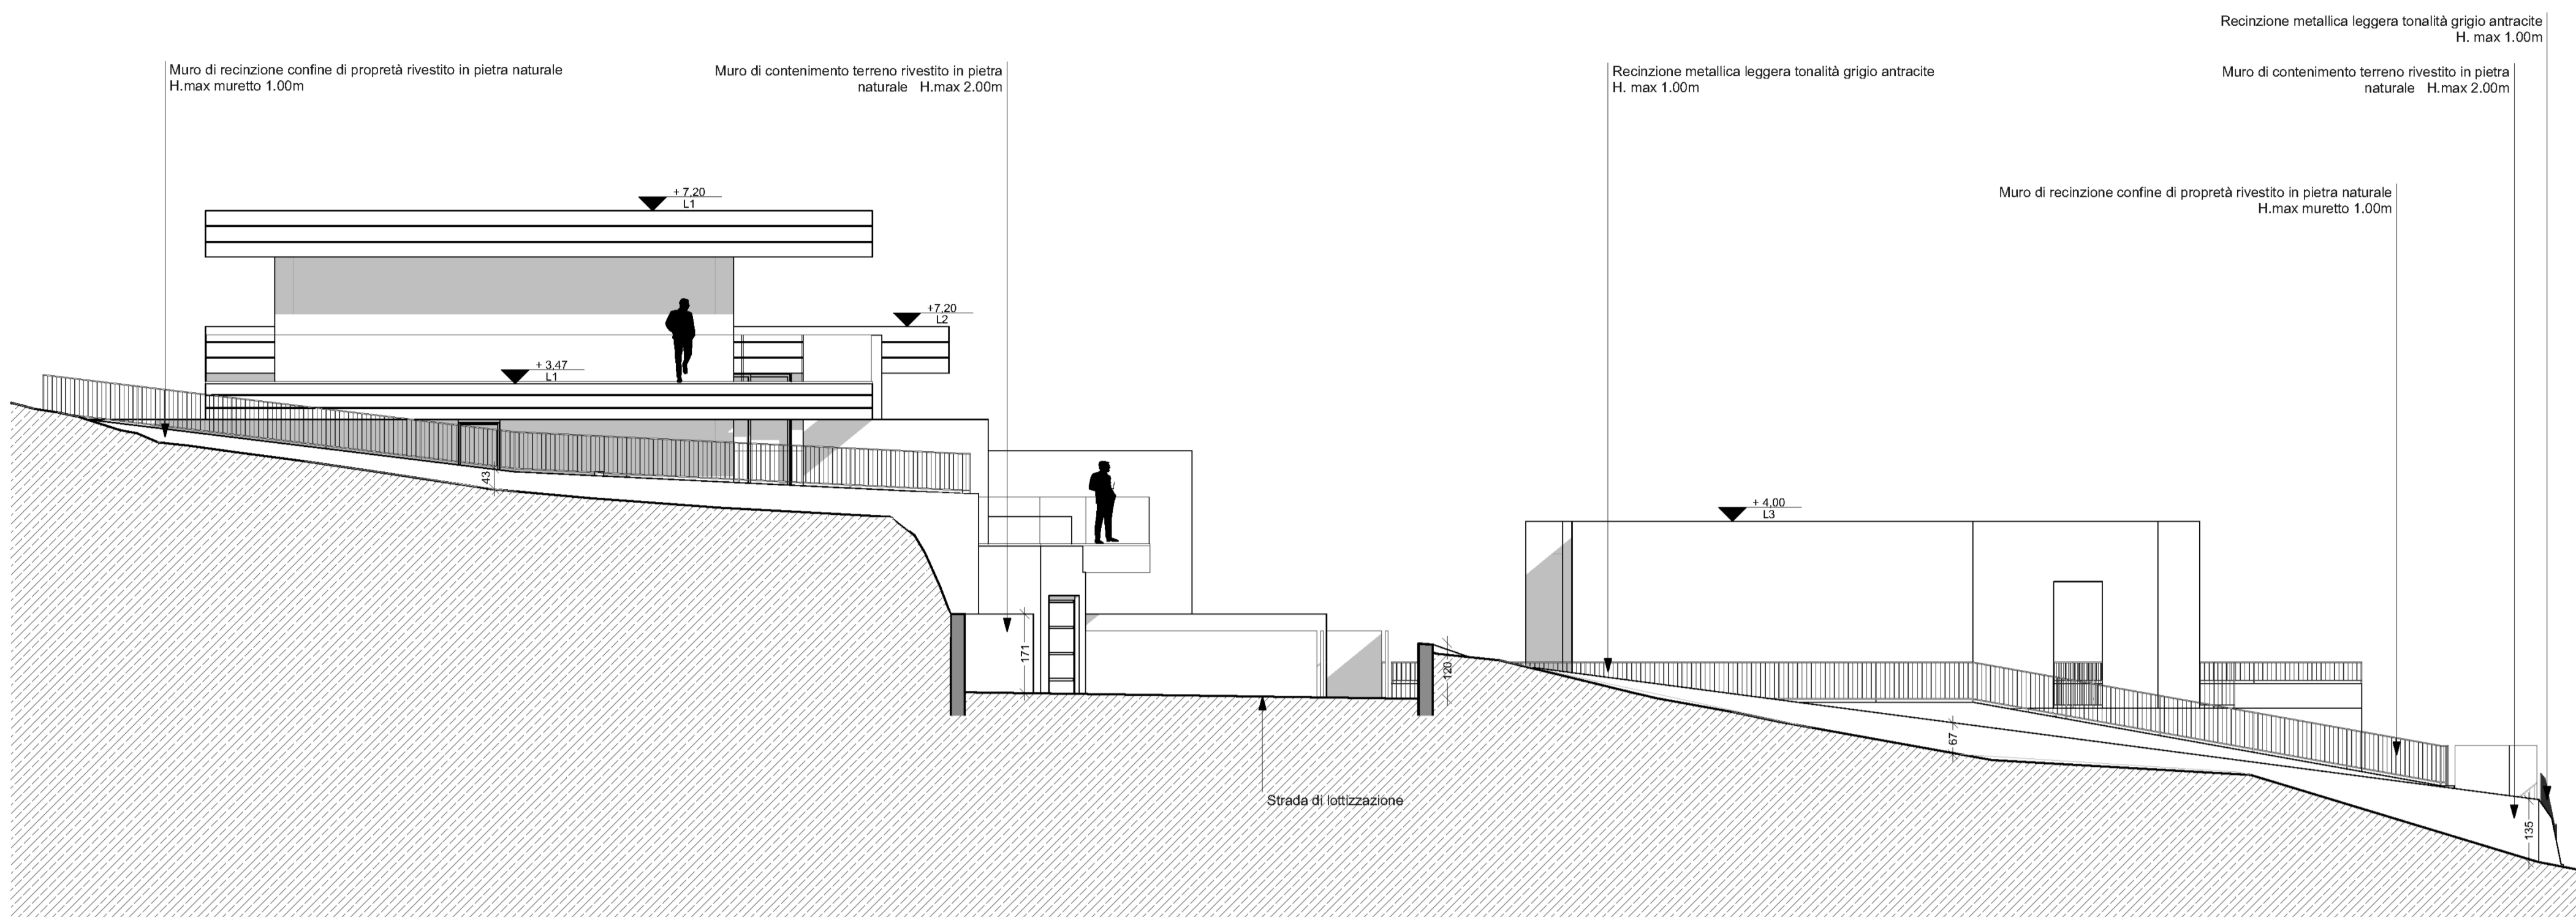 Recinzione metallica leggera tonalità grigio antracite
H. max 1.00m
Muro di recinzione confine di propretà rivestito in pietra naturale
H.max muretto 1.00m
Muro di contenimento terreno rivestito in pietra
naturale H.max 2.00m
Recinzione metallica leggera tonalità grigio antracite
H. max 1.00m
Muro di contenimento terreno rivestito in pietra
naturale H.max 2.00m
Muro di recinzione confine di propretà rivestito in pietra naturale
H.max muretto 1.00m
+ 7,20
L1
+7,20
L2
+ 3,47
L1
43
+ 4,00
L3
171
120
67
Strada di lottizzazione
135